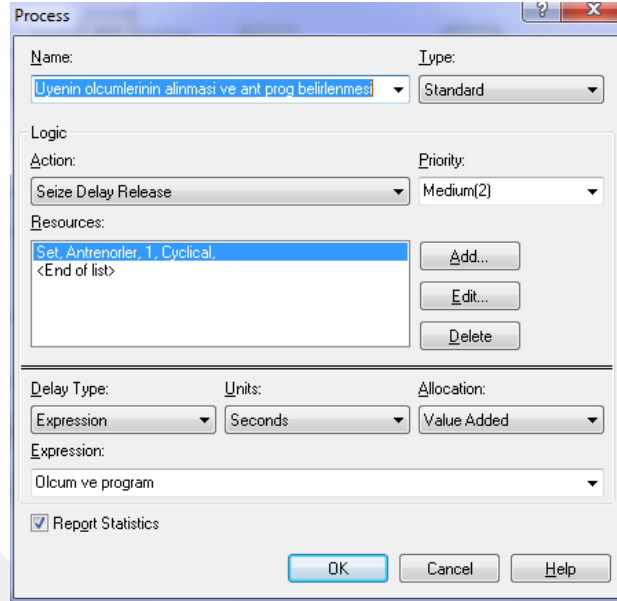 Process
Name:
Type:
Uyenin olcumlerinin alinmasi ve ant prog belirlenmesi
Standard
Logic
Action:
Priority:
Seize Delay Release
Medium(2)
Resources:
Set, Antrenorler, 1, Cyclical,
<End of list>
Add...
Edit...
Delete
Delay Type:
Units:
Allocation:
Expression
Seconds
Value Added
Expression:
Olcum ve program
Report Statistics
OK
Cancel
Help